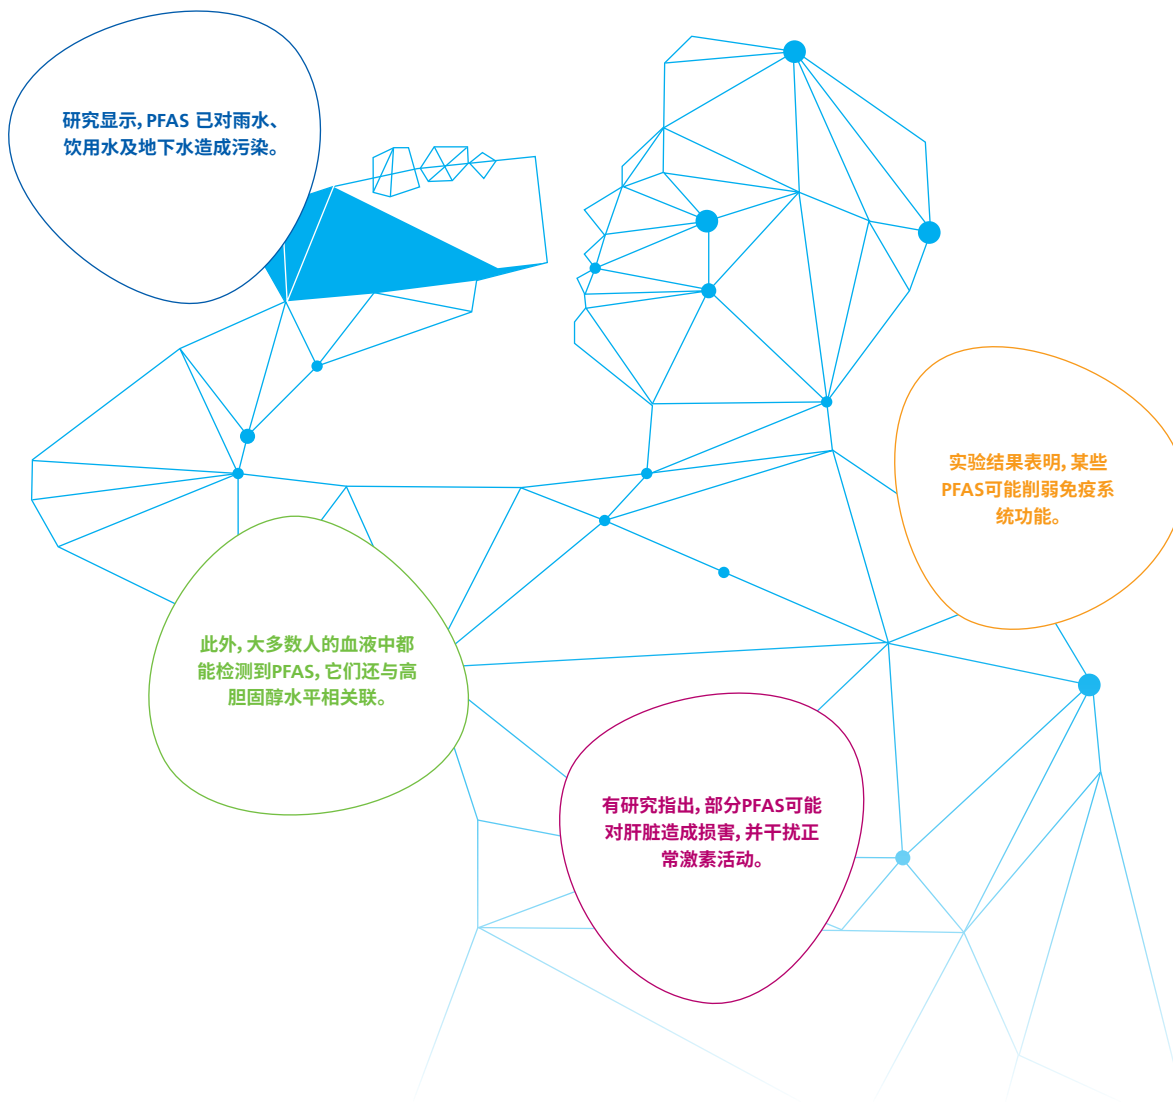 研究显示, PFAS 已对雨水、
饮用水及地下水造成污染。
实验结果表明, 某些
PFAS可能削弱免疫系
统功能。
此外, 大多数人的血液中都
能检测到PFAS, 它们还与高
胆固醇水平相关联。
有研究指出, 部分PFAS可能
对肝脏造成损害, 并干扰正
常激素活动。